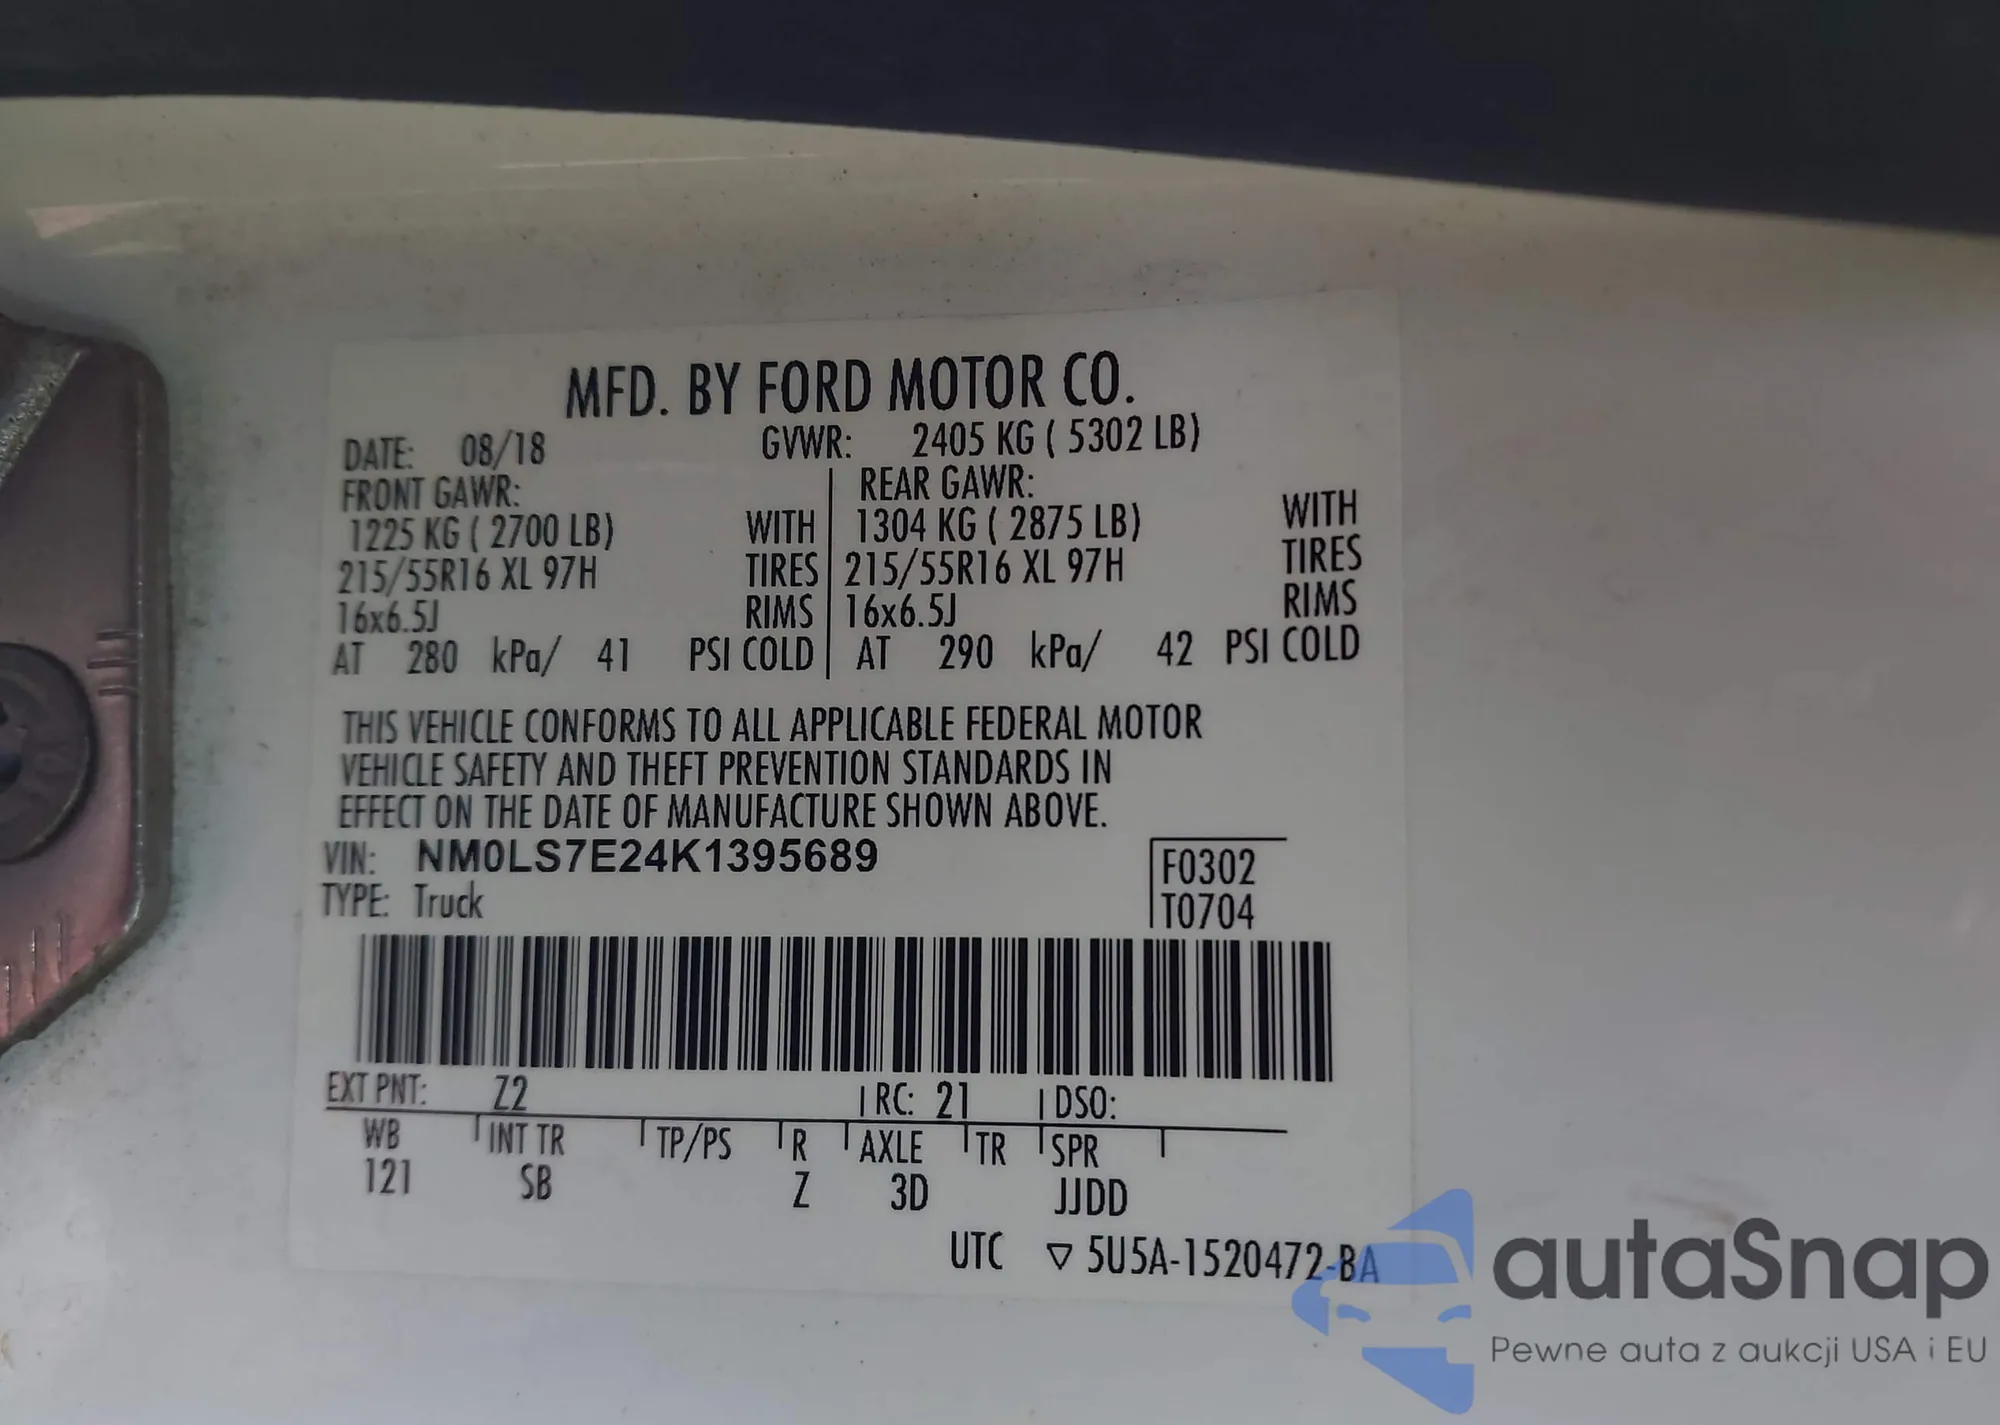 MFD. BY FORD MOTOR CO.
DATE: 08/18 GVWR: 2405 KG ( 5302 LB)
FRONT GAWR: REAR GAWR:
1225 KG ( 2700 LB) WITH 1304 KG ( 2875 LB) WITH
215/55R16 XL 97H TIRES 215/55R16 XL 97H TIRES
16x6.5J RIMS 16x6.5J RIMS
AT 280 kPa/ 41 PSI COLD AT 290 kPa/ 42 PSI COLD
THIS VEHICLE CONFORMS TO ALL APPLICABLE FEDERAL MOTOR
VEHICLE SAFETY AND THEFT PREVENTION STANDARDS IN
EFFECT ON THE DATE OF MANUFACTURE SHOWN ABOVE.
VIN: NM0LS7E24K1395689 F0302
TYPE: Truck T0704
EXT PNT: Z2 RC: 21 DSO:
WB INT TR TP/PS R AXLE TR SPR
121 SB Z 3D JJDD
UTC ▽ 5U5A-1520472-BA
autaSnap
Pewne auta z aukcji USA i EU